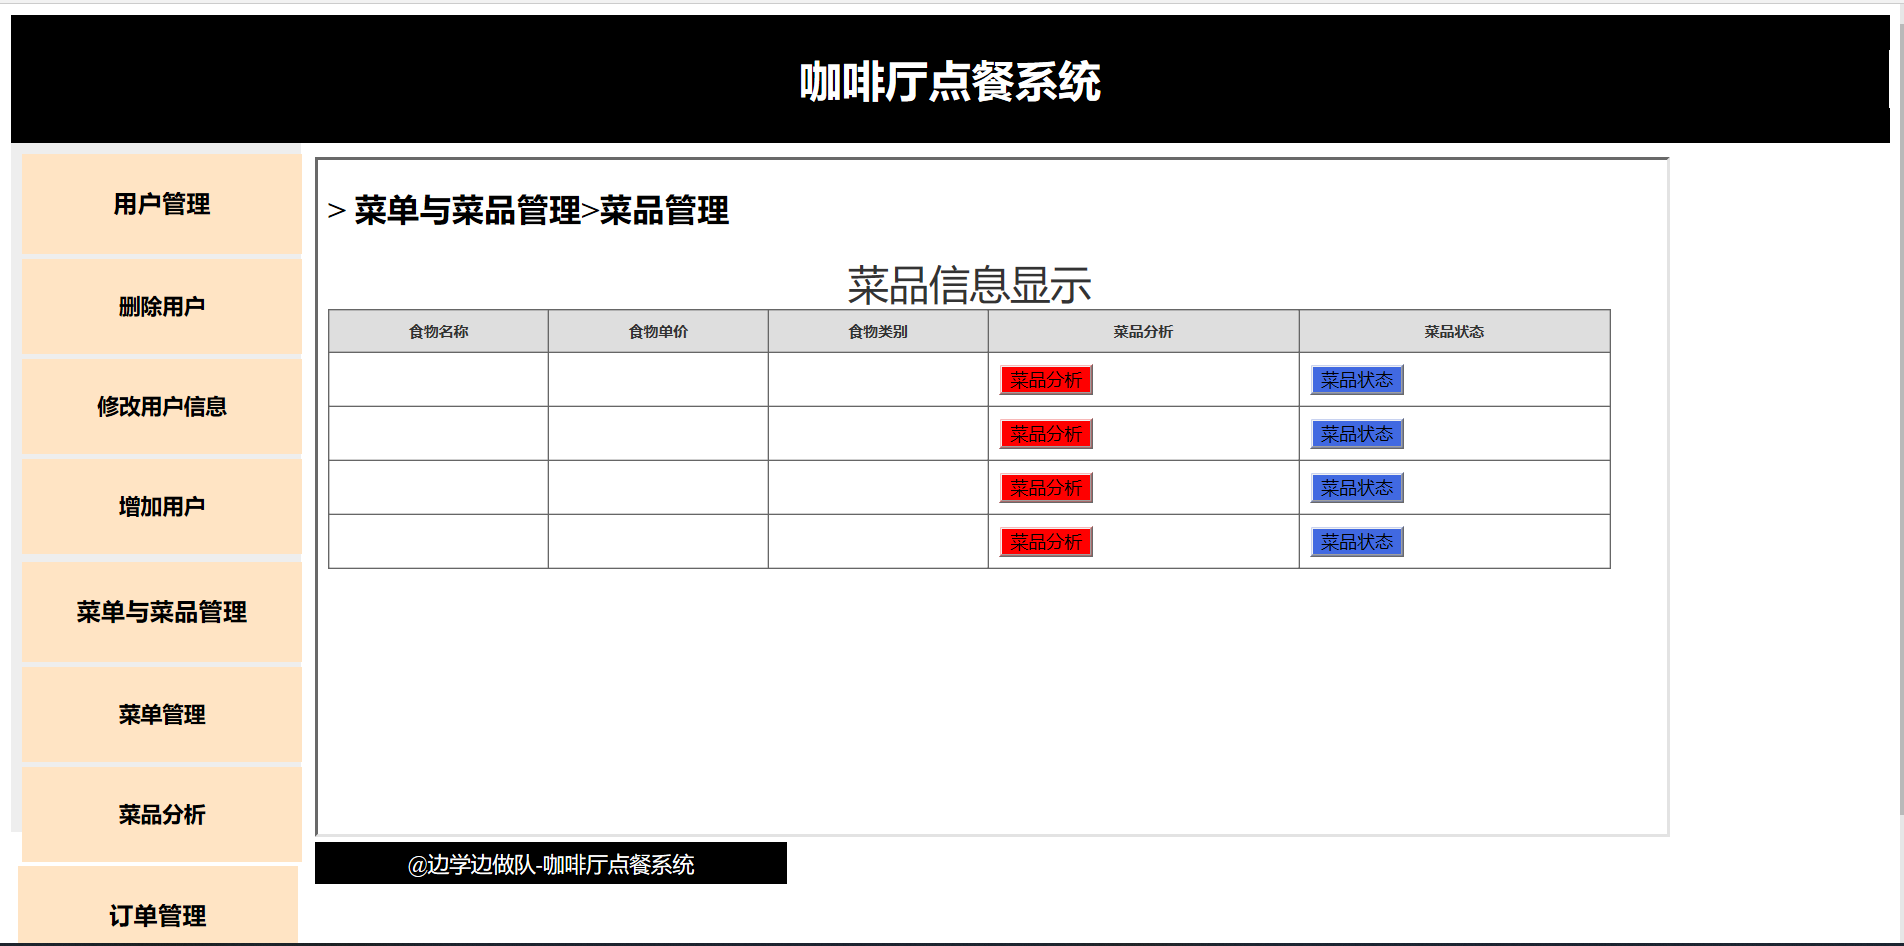 咖啡厅点餐系统
用户管理
删除用户
修改用户信息
增加用户
菜单与菜品管理
菜单管理
菜品分析
订单管理
> 菜单与菜品管理>菜品管理
菜品信息显示
食物名称 食物单价 食物类别 菜品分析 菜品状态
菜品分析 菜品状态
菜品分析 菜品状态
菜品分析 菜品状态
菜品分析 菜品状态
@边学边做队-咖啡厅点餐系统